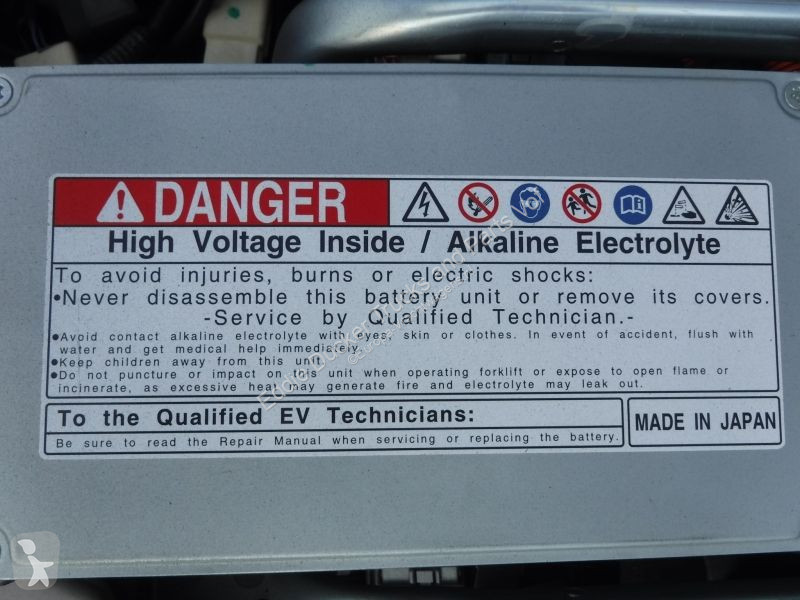 DANGER
High Voltage Inside / Alkaline Electrolyte
To avoid injuries, burns or electric shocks:
•Never disassemble this battery unit or remove its covers.
-Service by Qualified Technician.-
●Avoid contact alkaline electrolyte with eyes, skin or clothes. In event of accident, flush with
water and get medical help immediately.
●Keep children away from this unit.
●Do not puncture or impact on this unit when operating forklift or expose to open flame or
incinerate, as excessive heat may generate fire and electrolyte may leak out.
To the Qualified EV Technicians:
Be sure to read the Repair Manual when servicing or replacing the battery.
MADE IN JAPAN